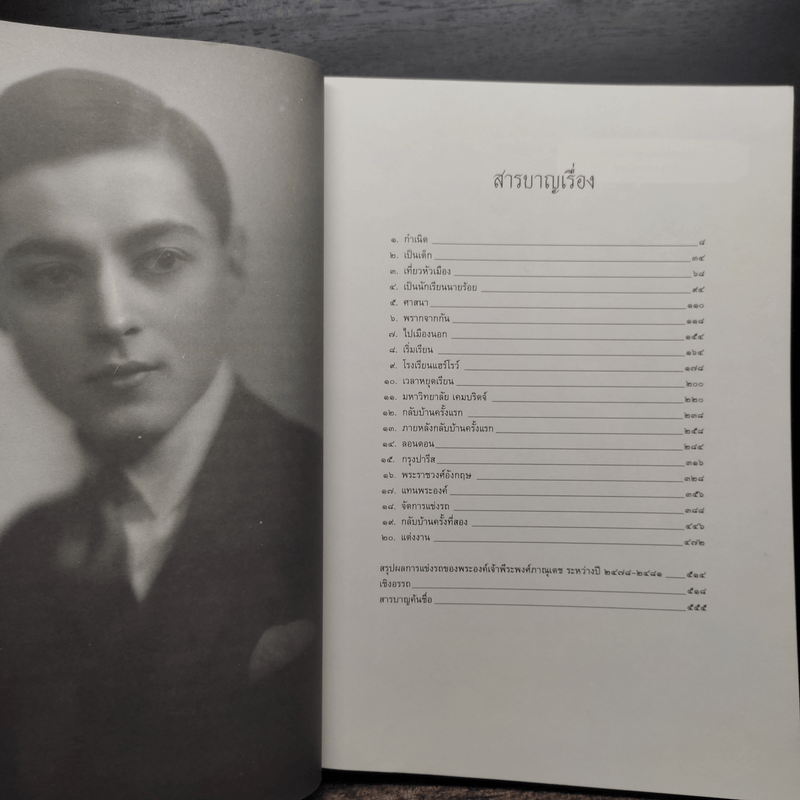 สารบาญเรื่อง
๑. กำเนิด ๘
๒. เป็นเด็ก ๓๔
๓. เที่ยวหัวเมือง ๖๘
๔. เป็นนักเรียนนายร้อย ๙๔
๕. ศาสนา ๑๑๐
๖. พรากจากกัน ๑๑๘
๗. ไปเมืองนอก ๑๕๔
๘. เริ่มเรียน ๑๖๔
๙. โรงเรียนแฮร์โรว์ ๑๗๘
๑๐. เวลาหยุดเรียน ๒๐๐
๑๑. มหาวิทยาลัย เคมบริดจ์ ๒๒๐
๑๒. กลับบ้านครั้งแรก ๒๓๘
๑๓. ภายหลังกลับบ้านครั้งแรก ๒๕๘
๑๔. ลอนดอน ๒๘๔
๑๕. กรุงปารีส ๓๑๖
๑๖. พระราชวงศ์อังกฤษ ๓๒๘
๑๗. แทนพระองค์ ๓๕๖
๑๘. จัดการแข่งรถ ๓๘๘
๑๙. กลับบ้านครั้งที่สอง ๔๔๖
๒๐. แต่งงาน ๔๗๒
สรุปผลการแข่งรถของพระองค์เจ้าพีระพงศ์ภาณุเดช ระหว่างปี ๒๔๗๘-๒๔๘๑ ๕๑๔
เชิงอรรถ ๕๑๘
สารบาญค้นชื่อ ๕๕๕